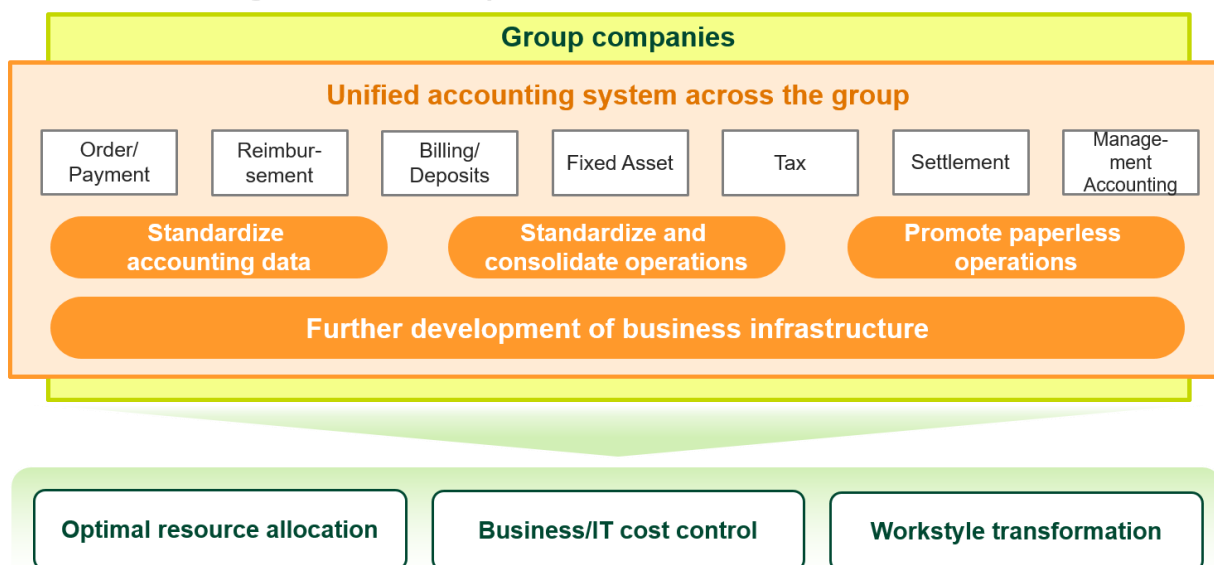 Group companies
Unified accounting system across the group
Order/
Payment
Reimbur-
sement
Billing/
Deposits
Fixed Asset
Tax
Settlement
Manage-
ment
Accounting
Standardize
accounting data
Standardize and
consolidate operations
Promote paperless
operations
Further development of business infrastructure
Optimal resource allocation
Business/IT cost control
Workstyle transformation